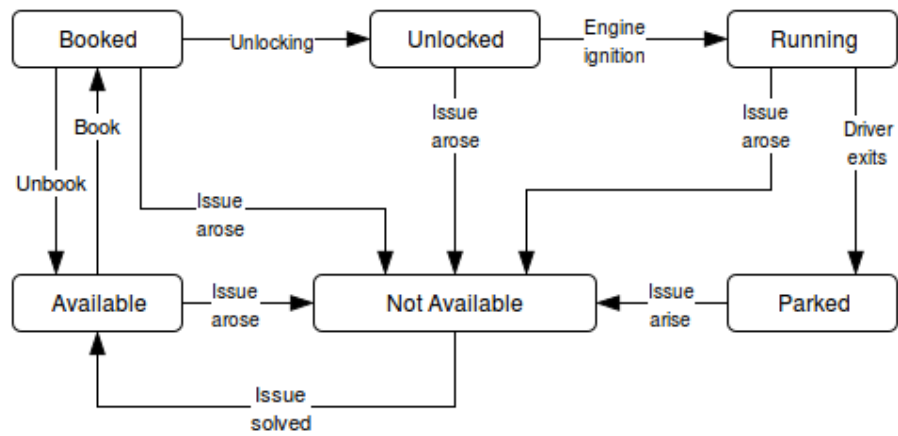 Booked
Unlocking
Unlocked
Engine
ignition
Running
Book
Issue
arose
Issue
arose
Driver
exits
Unbook
Issue
arose
Available
Issue
arose
Not Available
Issue
arise
Parked
Issue
solved